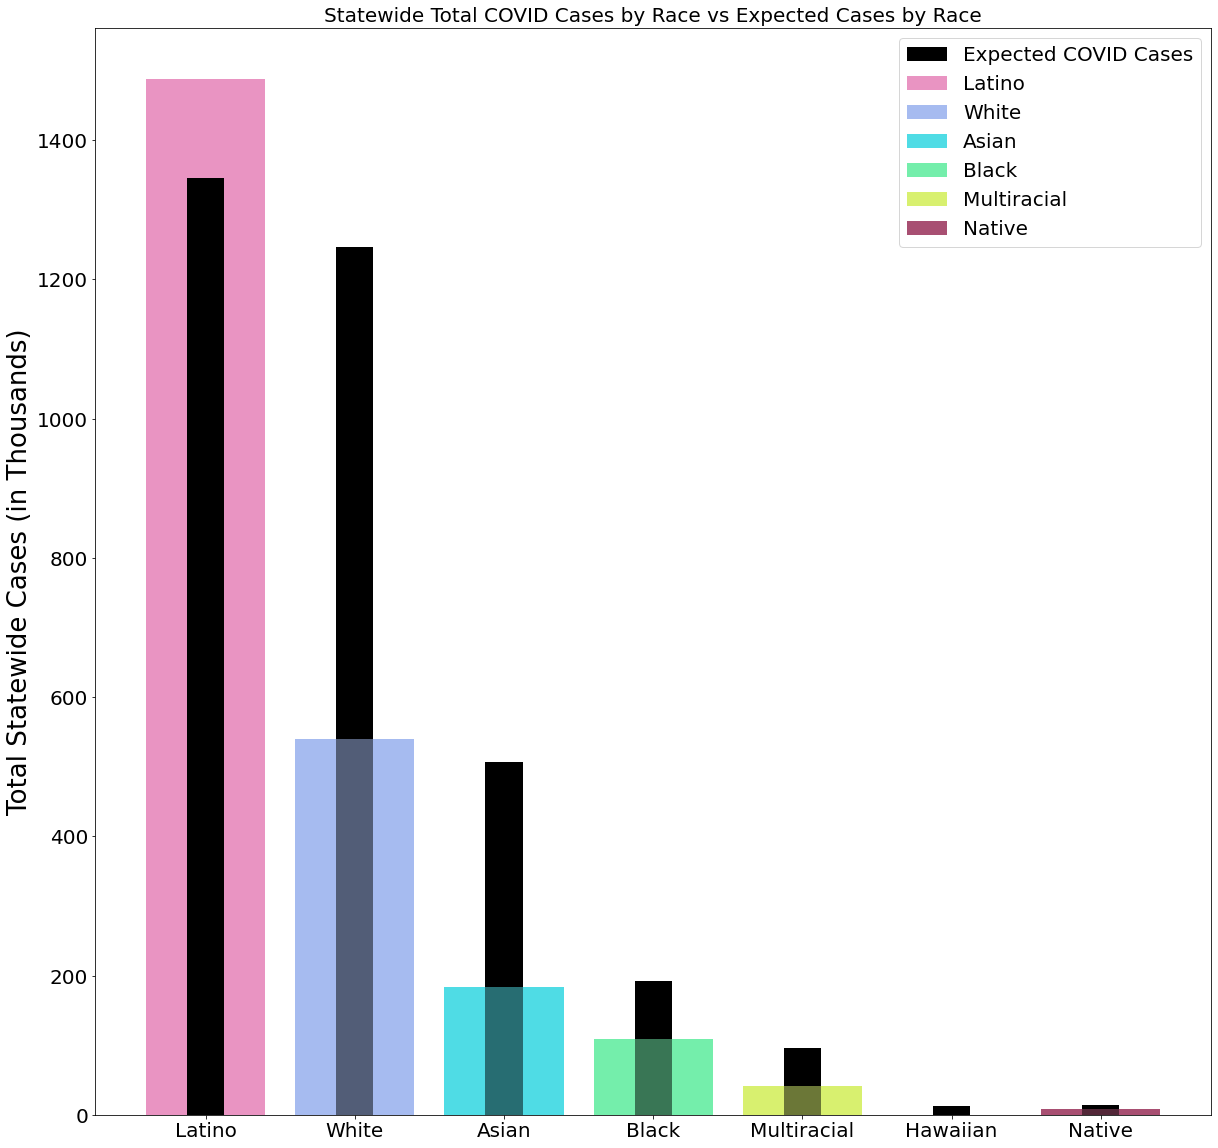 Statewide Total COVID Cases by Race vs Expected Cases by Race
Expected COVID Cases
Latino
White
Asian
Black
Multiracial
Native
Total Statewide Cases (in Thousands)
1400
1200
1000
800
600
400
200
0
Latino White Asian Black Multiracial Hawaiian Native